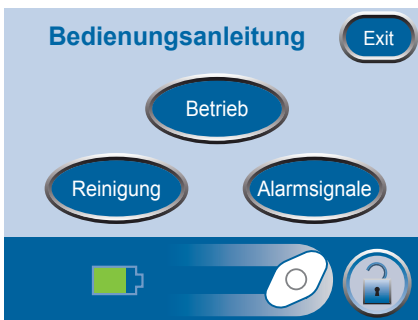 Bedienungsanleitung
Exit
Betrieb
Reinigung
Alarmsignale